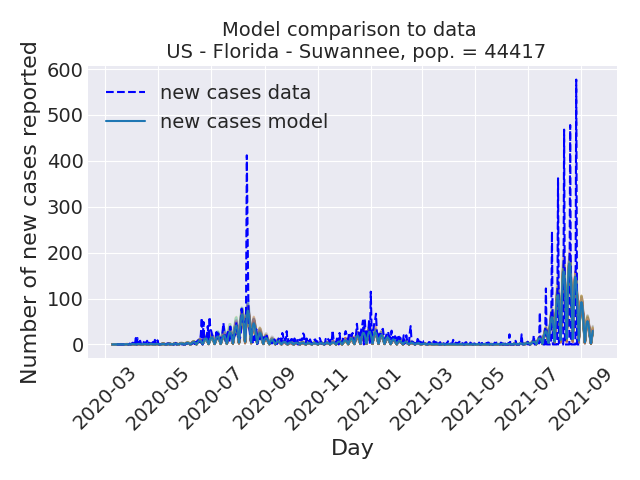 Model comparison to data
US - Florida - Suwannee, pop. = 44417
Number of new cases reported
600
500
400
300
200
100
0
new cases data
new cases model
2020-03
2020-05
2020-07
2020-09
2020-11
2021-01
2021-03
2021-05
2021-07
2021-09
Day